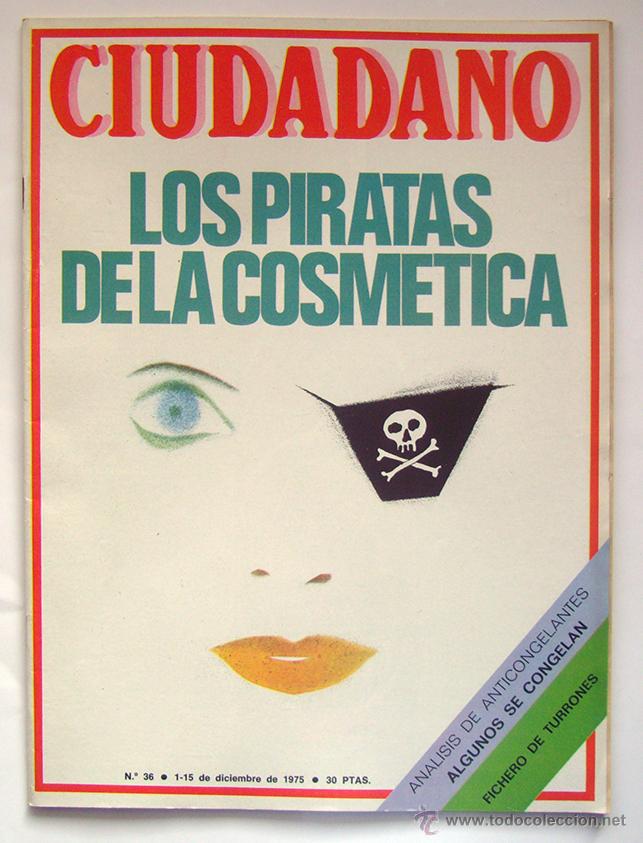 CIUDADANO
LOS PIRATAS
DE LA COSMETICA
ANALISIS DE ANTICONGELANTES
ALGUNOS SE CONGELAN
FICHERO DE TURRONES
N.° 36 ● 1-15 de diciembre de 1975 ● 30 PTAS.
© www.todocoleccion.net